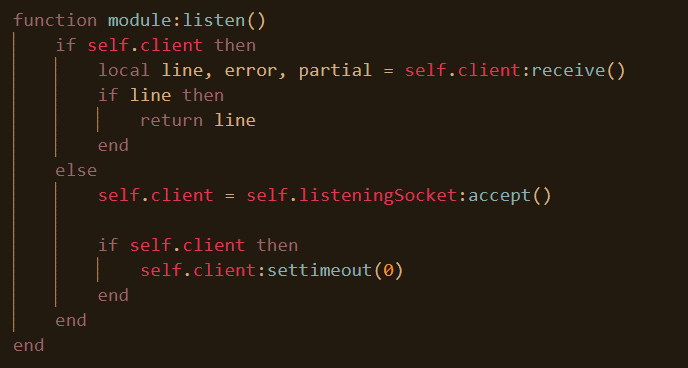 function module:listen()
    if self.client then
        local line, error, partial = self.client:receive()
        if line then
            return line
        end
    else
        self.client = self.listeningSocket:accept()

        if self.client then
            self.client:settimeout(0)
        end
    end
end